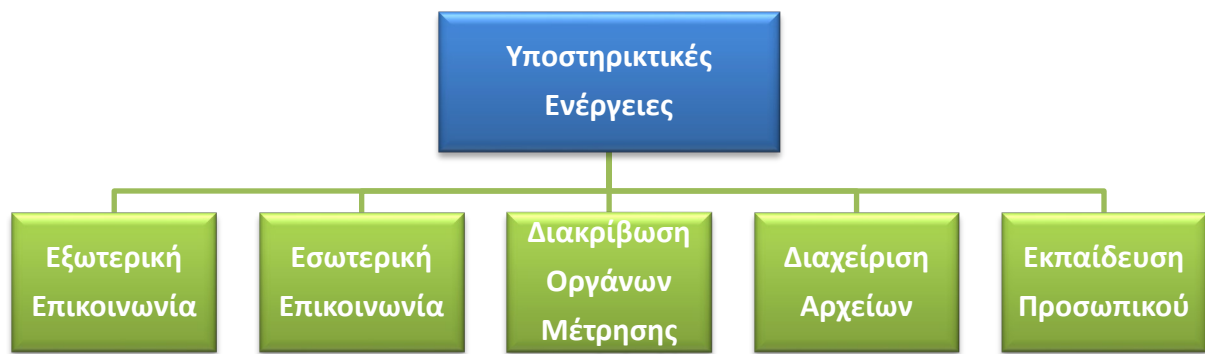 Υποστηρικτικές
Ενέργειες
Εξωτερική
Επικοινωνία
Εσωτερική
Επικοινωνία
Διακρίβωση
Οργάνων
Μέτρησης
Διαχείριση
Αρχείων
Εκπαίδευση
Προσωπικού